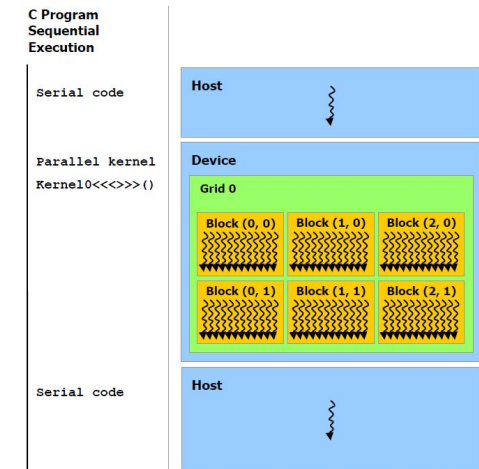 C Program
Sequential
Execution
Serial code
Host
Parallel kernel
Kernel0<<<>>>()
Device
Grid 0
Block (0, 0) Block (1, 0) Block (2, 0)
Block (0, 1) Block (1, 1) Block (2, 1)
Serial code
Host